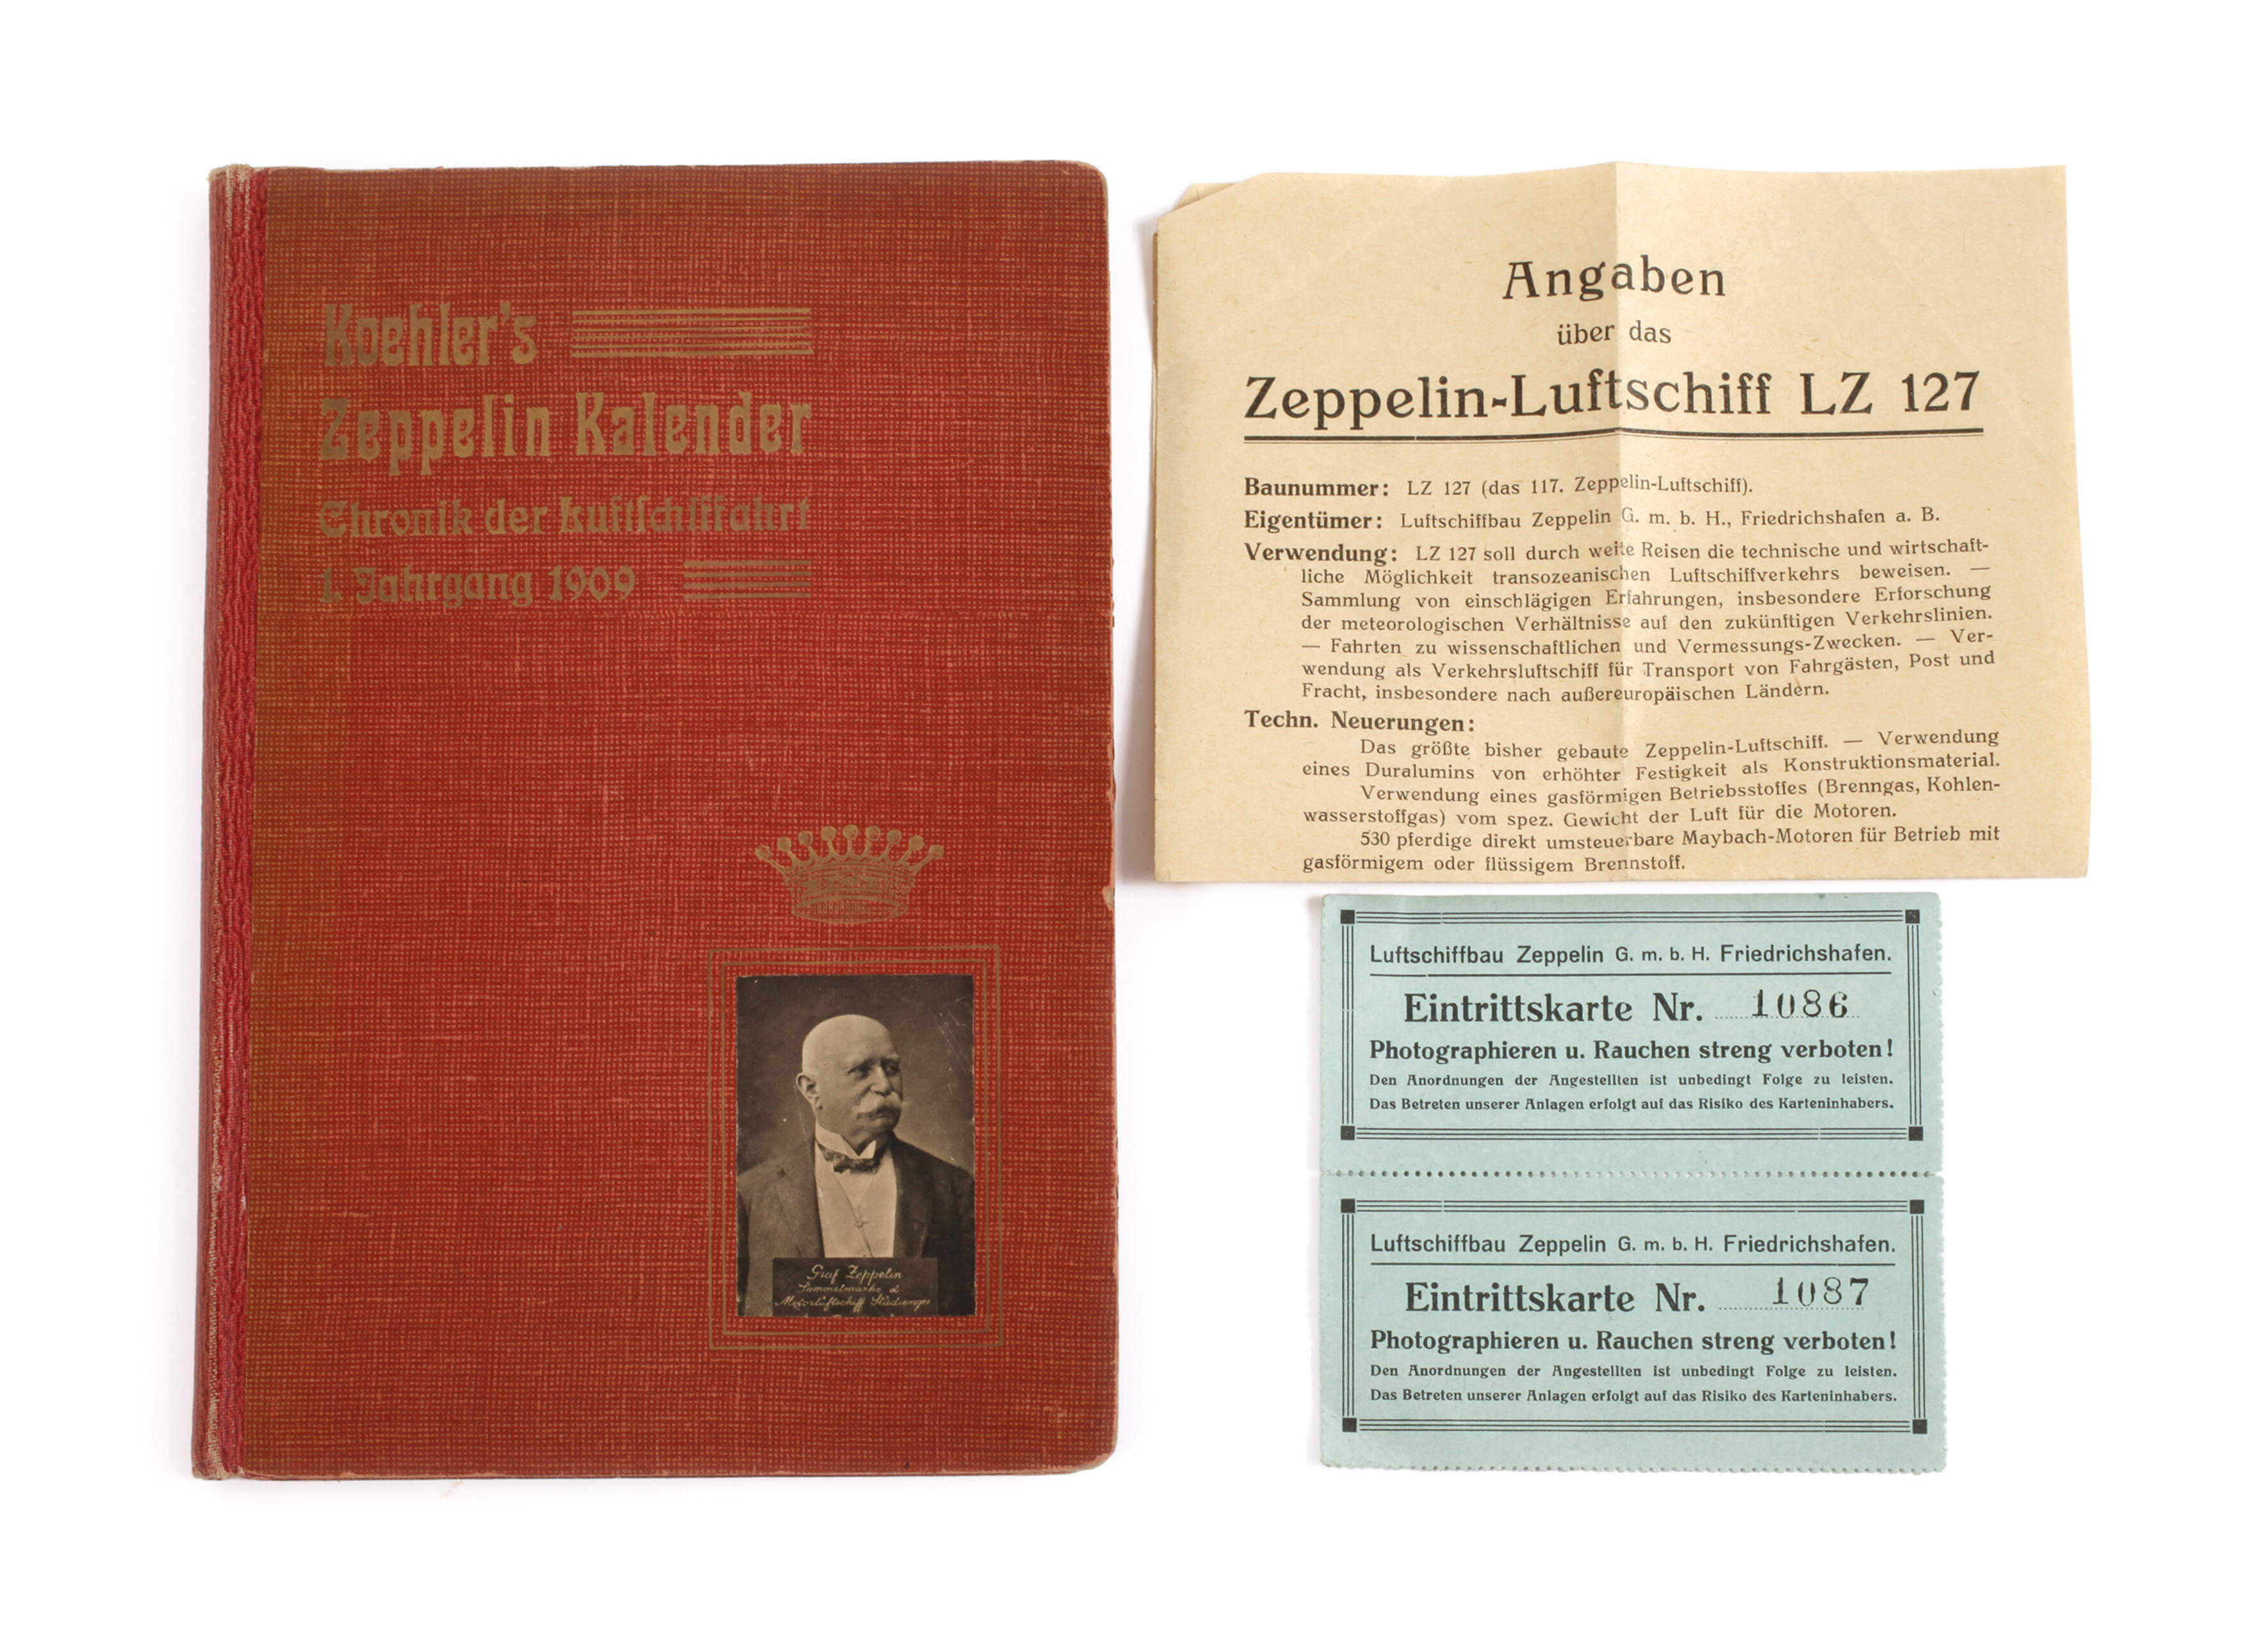 Koehler's
Zeppelin Kalender
Chronik der Luftschiffahrt
1. Jahrgang 1909
Graf Zeppelin
Sammelmarke d.
Motorluftschiff Studienges
Angaben
über das
Zeppelin-Luftschiff LZ 127
Baunummer: LZ 127 (das 117. Zeppelin-Luftschiff).
Eigentümer: Luftschiffbau Zeppelin G. m. b. H., Friedrichshafen a. B.
Verwendung: LZ 127 soll durch weite Reisen die technische und wirtschaft-
liche Möglichkeit transozeanischen Luftschiffverkehrs beweisen. —
Sammlung von einschlägigen Erfahrungen, insbesondere Erforschung
der meteorologischen Verhältnisse auf den zukünftigen Verkehrslinien.
— Fahrten zu wissenschaftlichen und Vermessungs-Zwecken. — Ver-
wendung als Verkehrsluftschiff für Transport von Fahrgästen, Post und
Fracht, insbesondere nach außereuropäischen Ländern.
Techn. Neuerungen:
Das größte bisher gebaute Zeppelin-Luftschiff. — Verwendung
eines Duralumins von erhöhter Festigkeit als Konstruktionsmaterial.
Verwendung eines gasförmigen Betriebsstoffes (Brenngas, Kohlen-
wasserstoffgas) vom spez. Gewicht der Luft für die Motoren.
530 pferdige direkt umsteuerbare Maybach-Motoren für Betrieb mit
gasförmigem oder flüssigem Brennstoff.
Luftschiffbau Zeppelin G. m. b. H. Friedrichshafen.
Eintrittskarte Nr. 1086
Photographieren u. Rauchen streng verboten!
Den Anordnungen der Angestellten ist unbedingt Folge zu leisten.
Das Betreten unserer Anlagen erfolgt auf das Risiko des Karteninhabers.
Luftschiffbau Zeppelin G. m. b. H. Friedrichshafen.
Eintrittskarte Nr. 1087
Photographieren u. Rauchen streng verboten!
Den Anordnungen der Angestellten ist unbedingt Folge zu leisten.
Das Betreten unserer Anlagen erfolgt auf das Risiko des Karteninhabers.